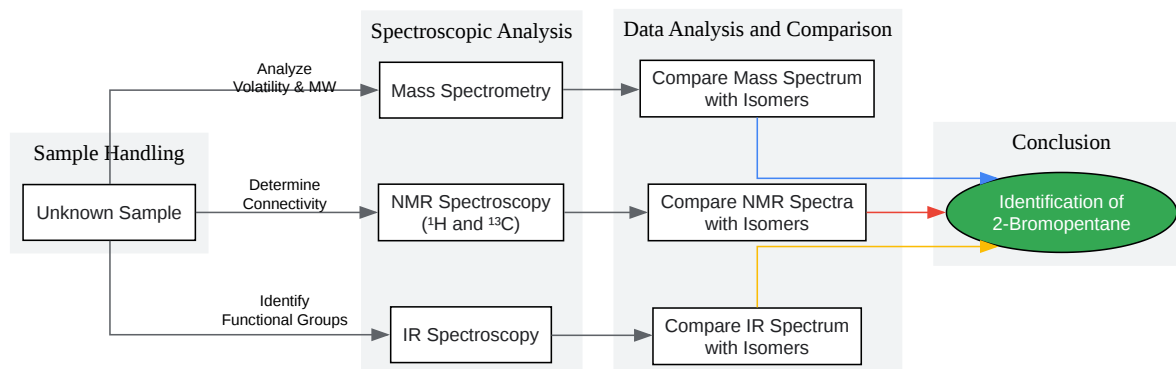 Spectroscopic Analysis
Data Analysis and Comparison
Analyze
Volatility & MW
Mass Spectrometry
Compare Mass Spectrum
with Isomers
Sample Handling
Conclusion
Unknown Sample
Determine
Connectivity
NMR Spectroscopy
(¹H and ¹³C)
Compare NMR Spectra
with Isomers
Identification of
2-Bromopentane
Identify
Functional Groups
IR Spectroscopy
Compare IR Spectrum
with Isomers